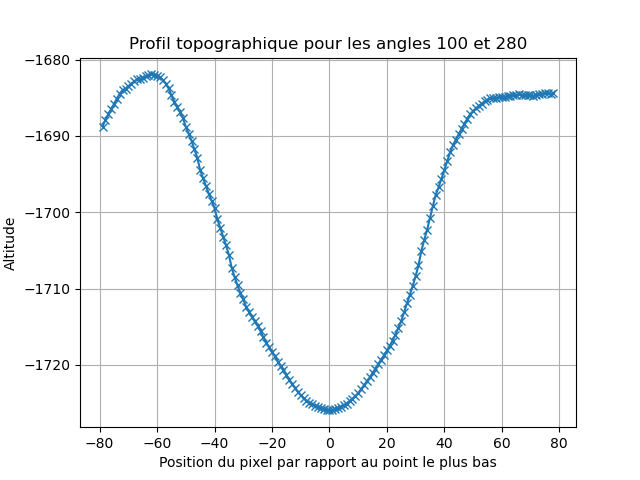 Profil topographique pour les angles 100 et 280
−1680
−1690
−1700
−1710
−1720
Altitude
−80 −60 −40 −20 0 20 40 60 80
Position du pixel par rapport au point le plus bas